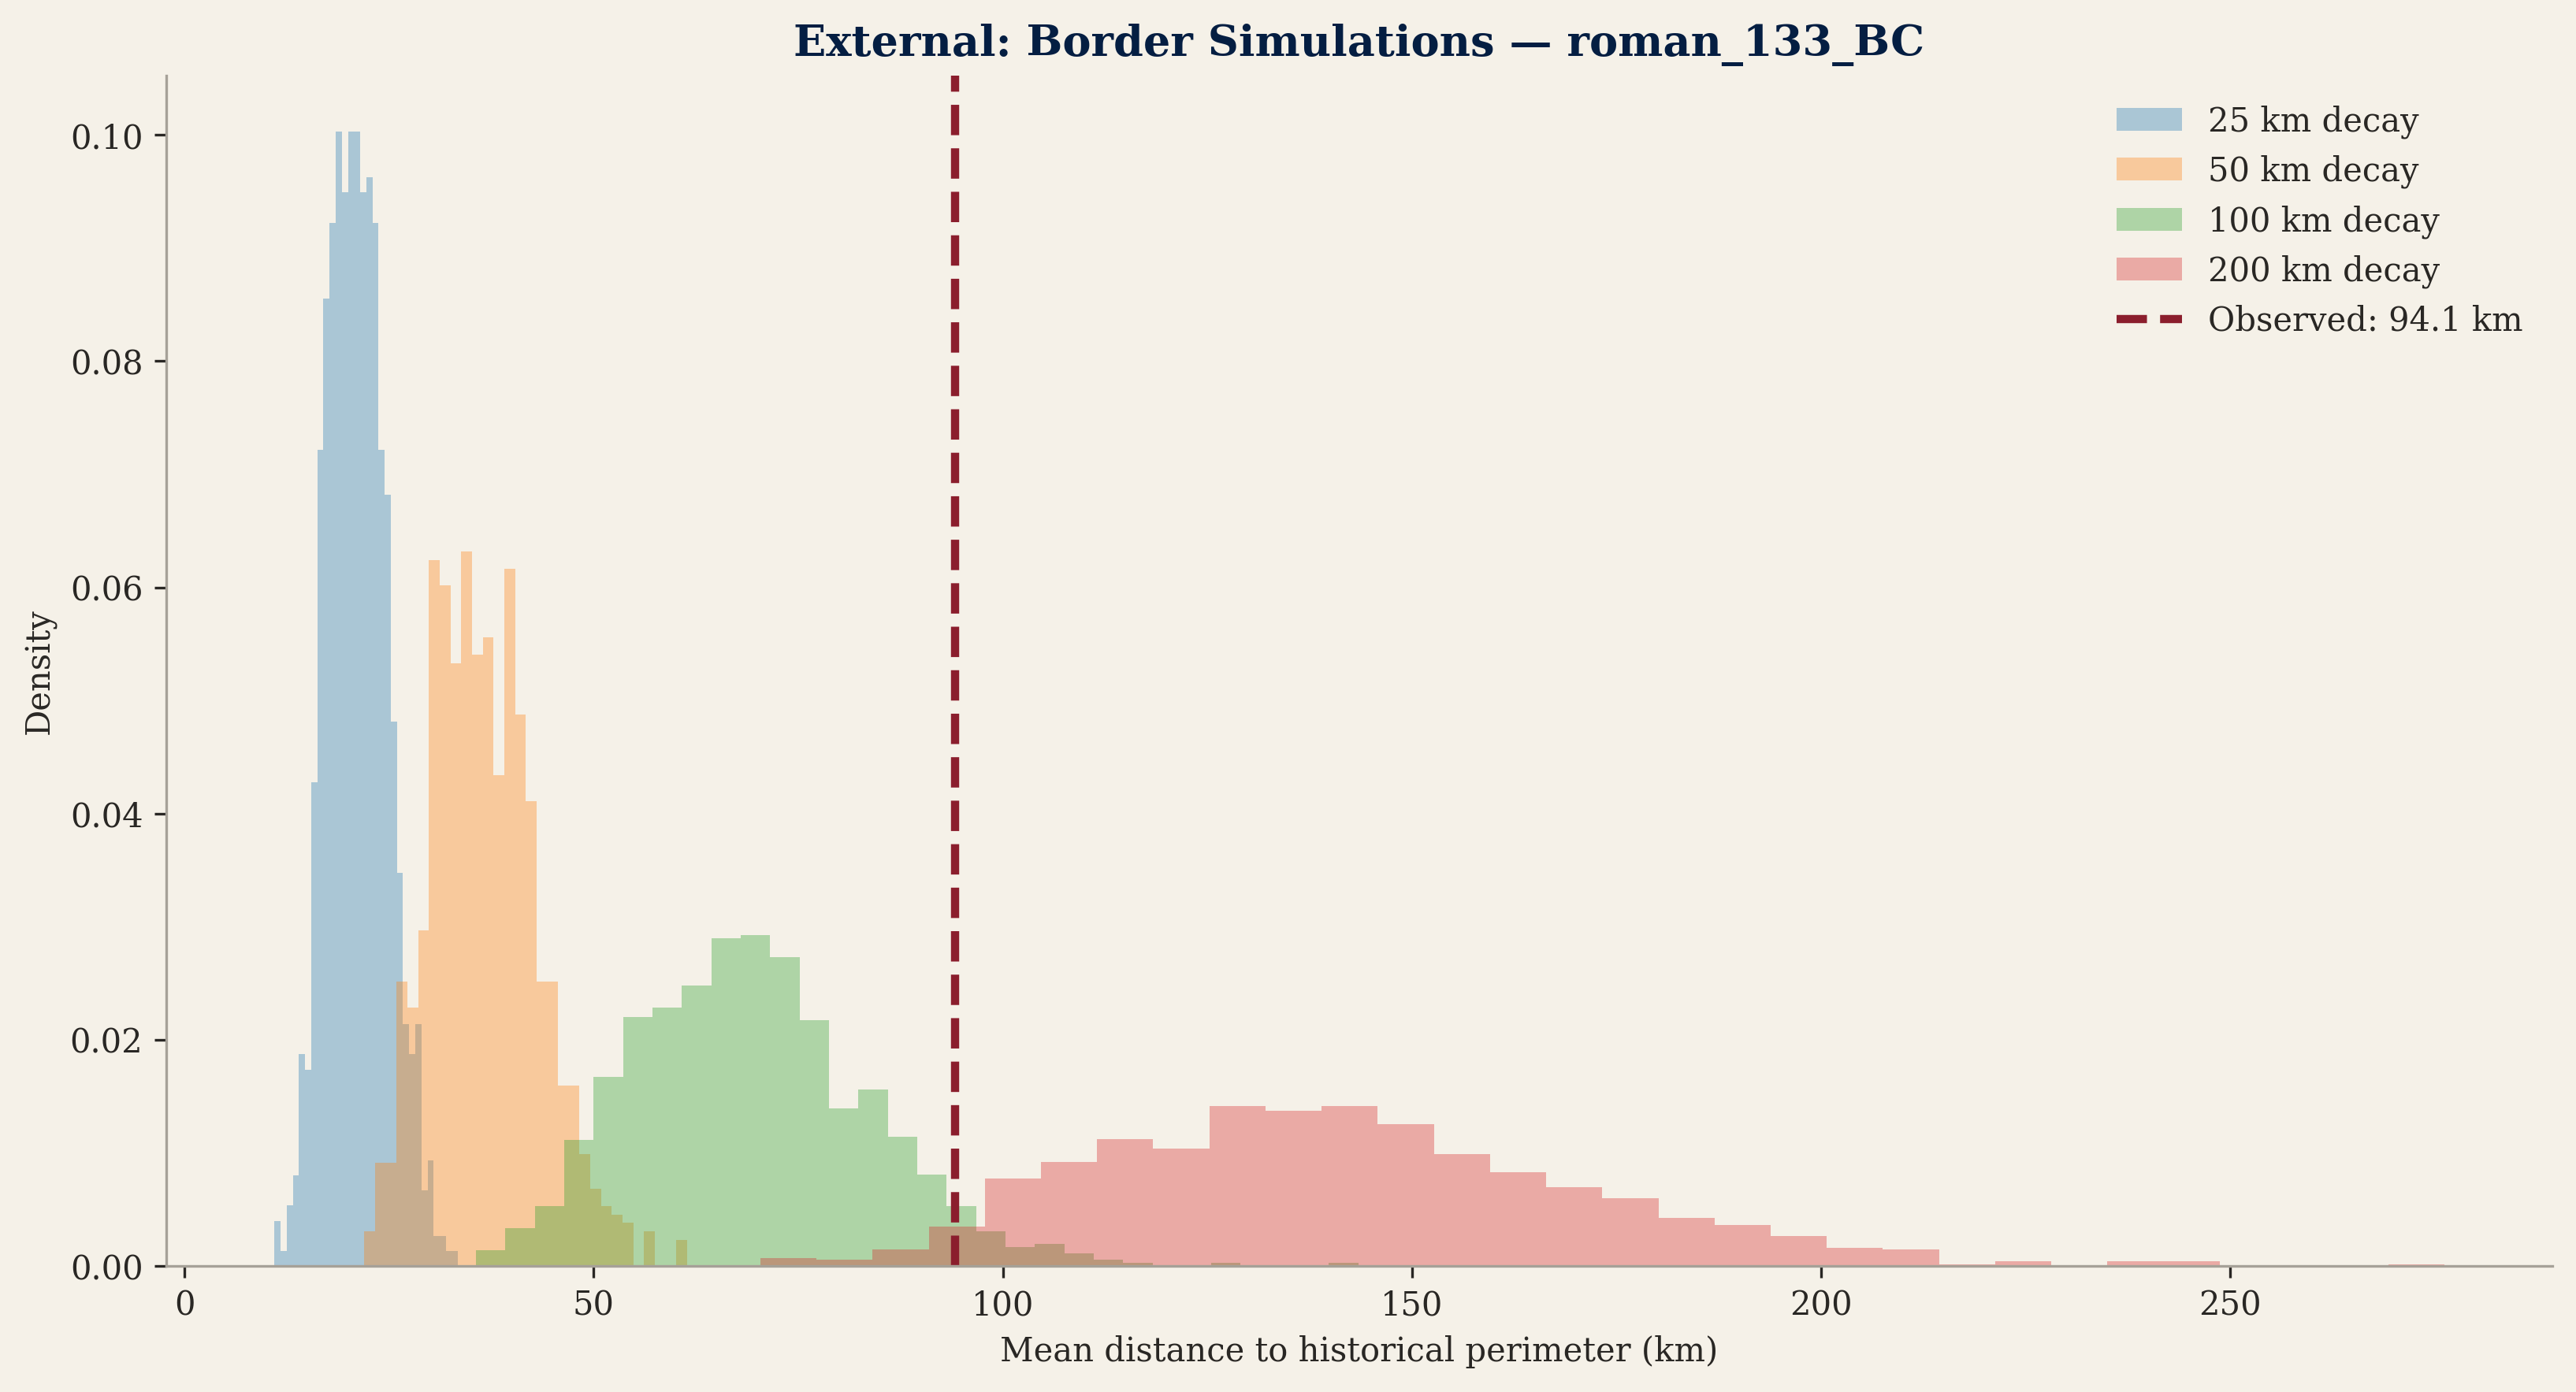 External: Border Simulations — roman_133_BC
25 km decay
50 km decay
100 km decay
200 km decay
Observed: 94.1 km
Density
0.10
0.08
0.06
0.04
0.02
0.00
0
50
100
150
200
250
Mean distance to historical perimeter (km)